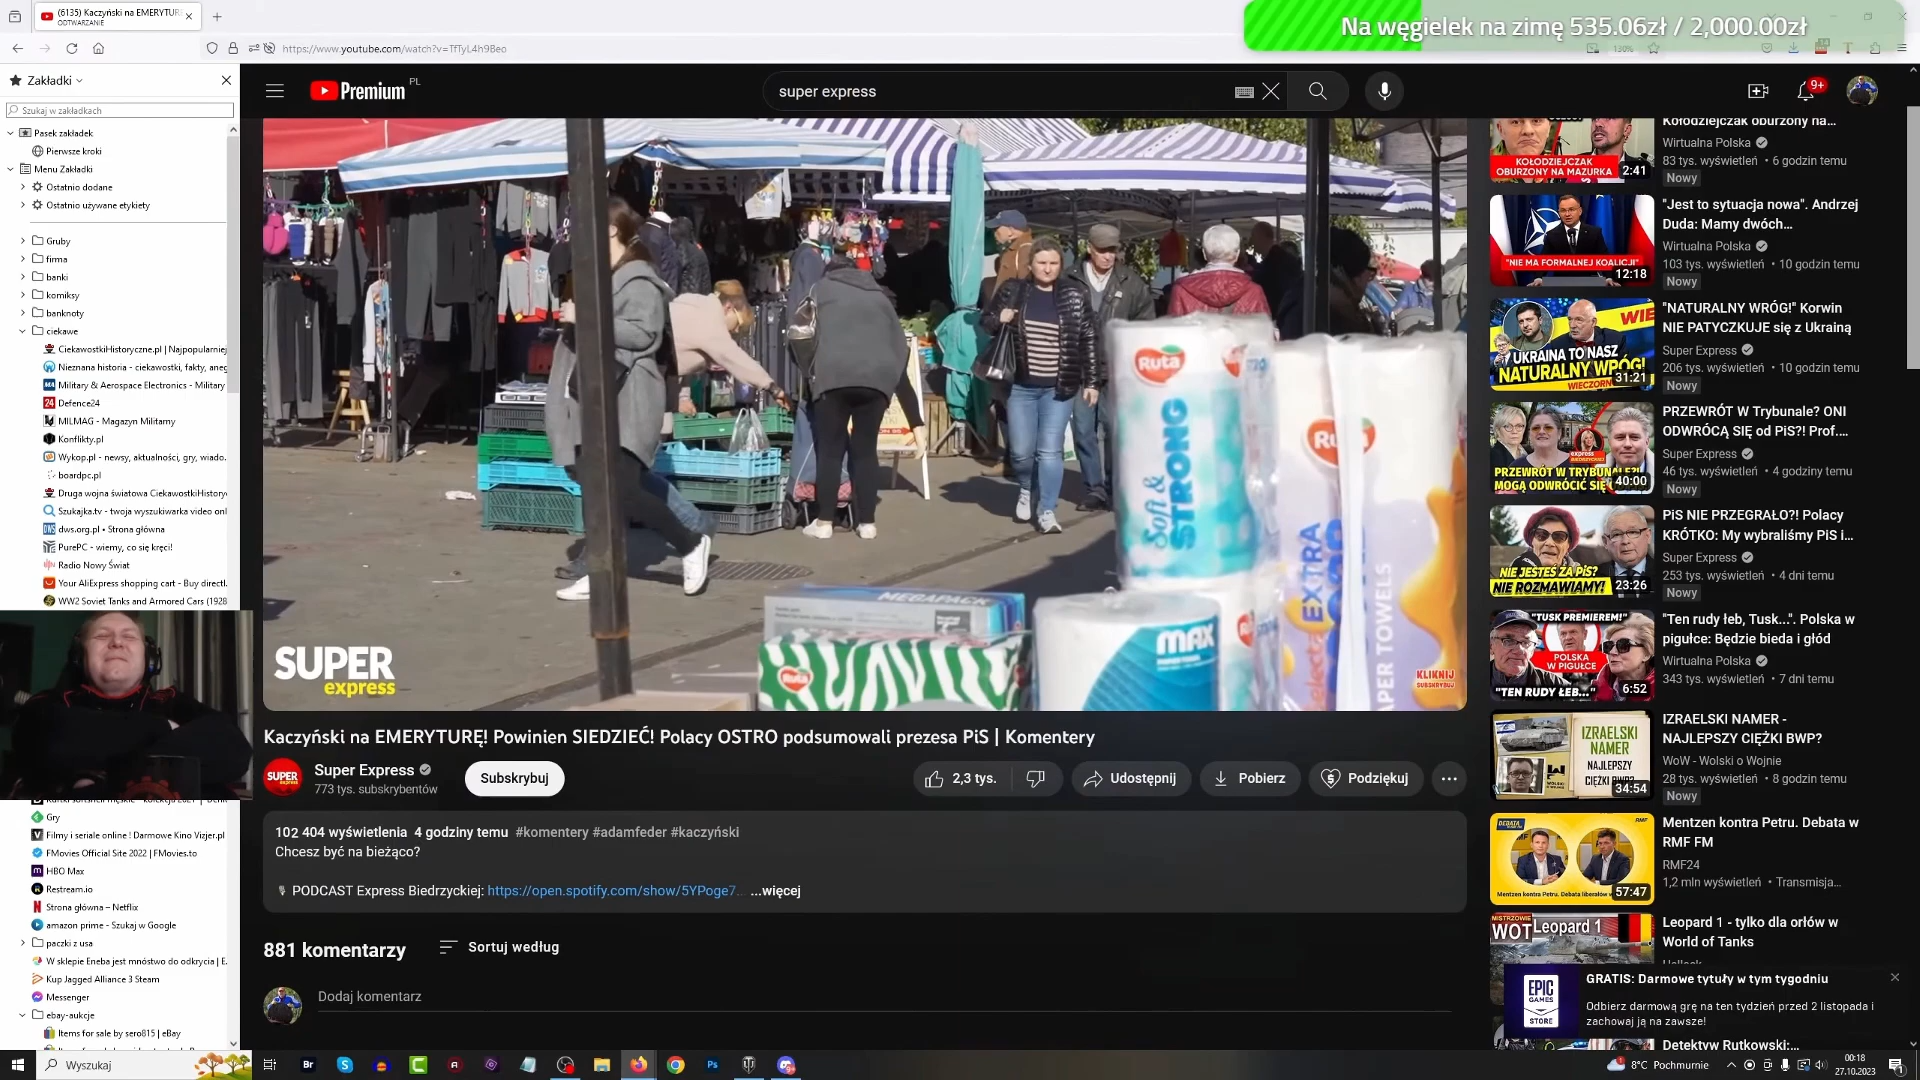 (6135) Kaczyński na EMERYTURĘ
ODTWARZANIE
Na węgielek na zimę 535.06zł / 2,000.00zł
https://www.youtube.com/watch?v=TfTyL4h9Beo
130%
Zakładki
Szukaj w zakładkach
Pasek zakładek
Pierwsze kroki
Menu Zakładki
Ostatnio dodane
Ostatnio używane etykiety
Gruby
firma
banki
komiksy
banknoty
ciekawe
CiekawostkiHistoryczne.pl | Najpopularniej
Nieznana historia - ciekawostki, fakty, aneg
Military & Aerospace Electronics - Military
Defence24
MILMAG - Magazyn Militarny
Konflikty.pl
Wykop.pl - newsy, aktualności, gry, wiado.
boardpc.pl
Druga wojna światowa CiekawostkiHistory
Szukajka.tv - twoja wyszukiwarka video onl
dws.org.pl • Strona główna
PurePC - wiemy, co się kręci!
Radio Nowy Świat
Your AliExpress shopping cart - Buy directl.
WW2 Soviet Tanks and Armored Cars (1928
Gry
Filmy i seriale online ! Darmowe Kino Vizjer.pl
FMovies Official Site 2022 | FMovies.to
HBO Max
Restream.io
Strona główna – Netflix
amazon prime - Szukaj w Google
paczki z usa
W sklepie Eneba jest mnóstwo do odkrycia | E.
Kup Jagged Alliance 3 Steam
Messenger
ebay-aukcje
Items for sale by sero815 | eBay
Premium
PL
super express
9+
Ruta
Soft &
STRONG
EXTRA
PER TOWELS
MEGAPACK
MAX
Ruta
SUPER
express
KLIKNIJ
SUBSKRYBUJ
Kaczyński na EMERYTURĘ! Powinien SIEDZIEĆ! Polacy OSTRO podsumowali prezesa PiS | Komentery
SUPER
Super Express
773 tys. subskrybentów
Subskrybuj
2,3 tys.
Udostępnij
Pobierz
Podziękuj
102 404 wyświetlenia 4 godziny temu #komentery #adamfeder #kaczyński
Chcesz być na bieżąco?
PODCAST Express Biedrzyckiej: https://open.spotify.com/show/5YPoge7... ...więcej
881 komentarzy
Sortuj według
Dodaj komentarz
KOŁODZIEJCZAK
OBURZONY NA MAZURKA
2:41
Kołodziejczak oburzony na...
Wirtualna Polska
83 tys. wyświetleń • 6 godzin temu
Nowy
"NIE MA FORMALNEJ KOALICJI"
12:18
"Jest to sytuacja nowa". Andrzej
Duda: Mamy dwóch...
Wirtualna Polska
103 tys. wyświetleń • 10 godzin temu
Nowy
UKRAINA TO NASZ
NATURALNY WRÓG!
31:21
"NATURALNY WRÓG!" Korwin
NIE PATYCZKUJE się z Ukrainą
Super Express
206 tys. wyświetleń • 10 godzin temu
Nowy
PRZEWRÓT W TRYBUNALE?!
MOGĄ ODWRÓCIĆ SIĘ
40:00
PRZEWRÓT W Trybunale? ONI
ODWRÓCĄ SIĘ od PiS?! Prof....
Super Express
46 tys. wyświetleń • 4 godziny temu
Nowy
NIE JESTEŚ ZA PiS?
NIE ROZMAWIAMY!
23:26
PiS NIE PRZEGRAŁO?! Polacy
KRÓTKO: My wybraliśmy PiS i...
Super Express
253 tys. wyświetleń • 4 dni temu
Nowy
"TUSK PREMIEREM!"
POLSKA
W PIGUŁCE
"TEN RUDY ŁEB..."
6:52
"Ten rudy łeb, Tusk...". Polska w
pigułce: Będzie bieda i głód
Wirtualna Polska
343 tys. wyświetleń • 7 dni temu
IZRAELSKI
NAMER
NAJLEPSZY
CIĘŻKI BWP?
34:54
IZRAELSKI NAMER -
NAJLEPSZY CIĘŻKI BWP?
WoW - Wolski o Wojnie
28 tys. wyświetleń • 8 godzin temu
Nowy
DEBATA
RMF
57:47
Mentzen kontra Petru. Debata w
RMF FM
RMF24
1,2 mln wyświetleń • Transmisja...
MISTRZOWIE
WOT
Leopard 1
Leopard 1 - tylko dla orłów w
World of Tanks
EPIC
GAMES
STORE
GRATIS: Darmowe tytuły w tym tygodniu
Odbierz darmową grę na ten tydzień przed 2 listopada i
zachowaj ją na zawsze!
Detektyw Rutkowski:...
Wyszukaj
Br
Ps
8°C Pochmurnie
00:18
27.10.2023